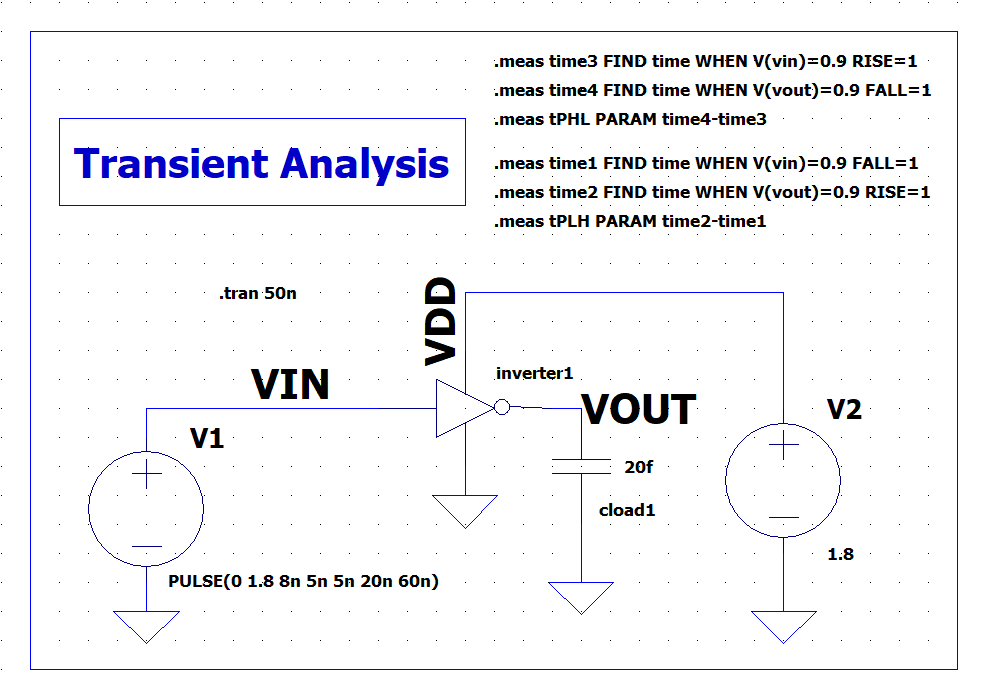 .meas time3 FIND time WHEN V(vin)=0.9 RISE=1
.meas time4 FIND time WHEN V(vout)=0.9 FALL=1
.meas tPHL PARAM time4-time3
Transient Analysis
.meas time1 FIND time WHEN V(vin)=0.9 FALL=1
.meas time2 FIND time WHEN V(vout)=0.9 RISE=1
.meas tPLH PARAM time2-time1
.tran 50n
VDD
inverter1
VIN
VOUT
V2
V1
20f
cload1
1.8
PULSE(0 1.8 8n 5n 5n 20n 60n)